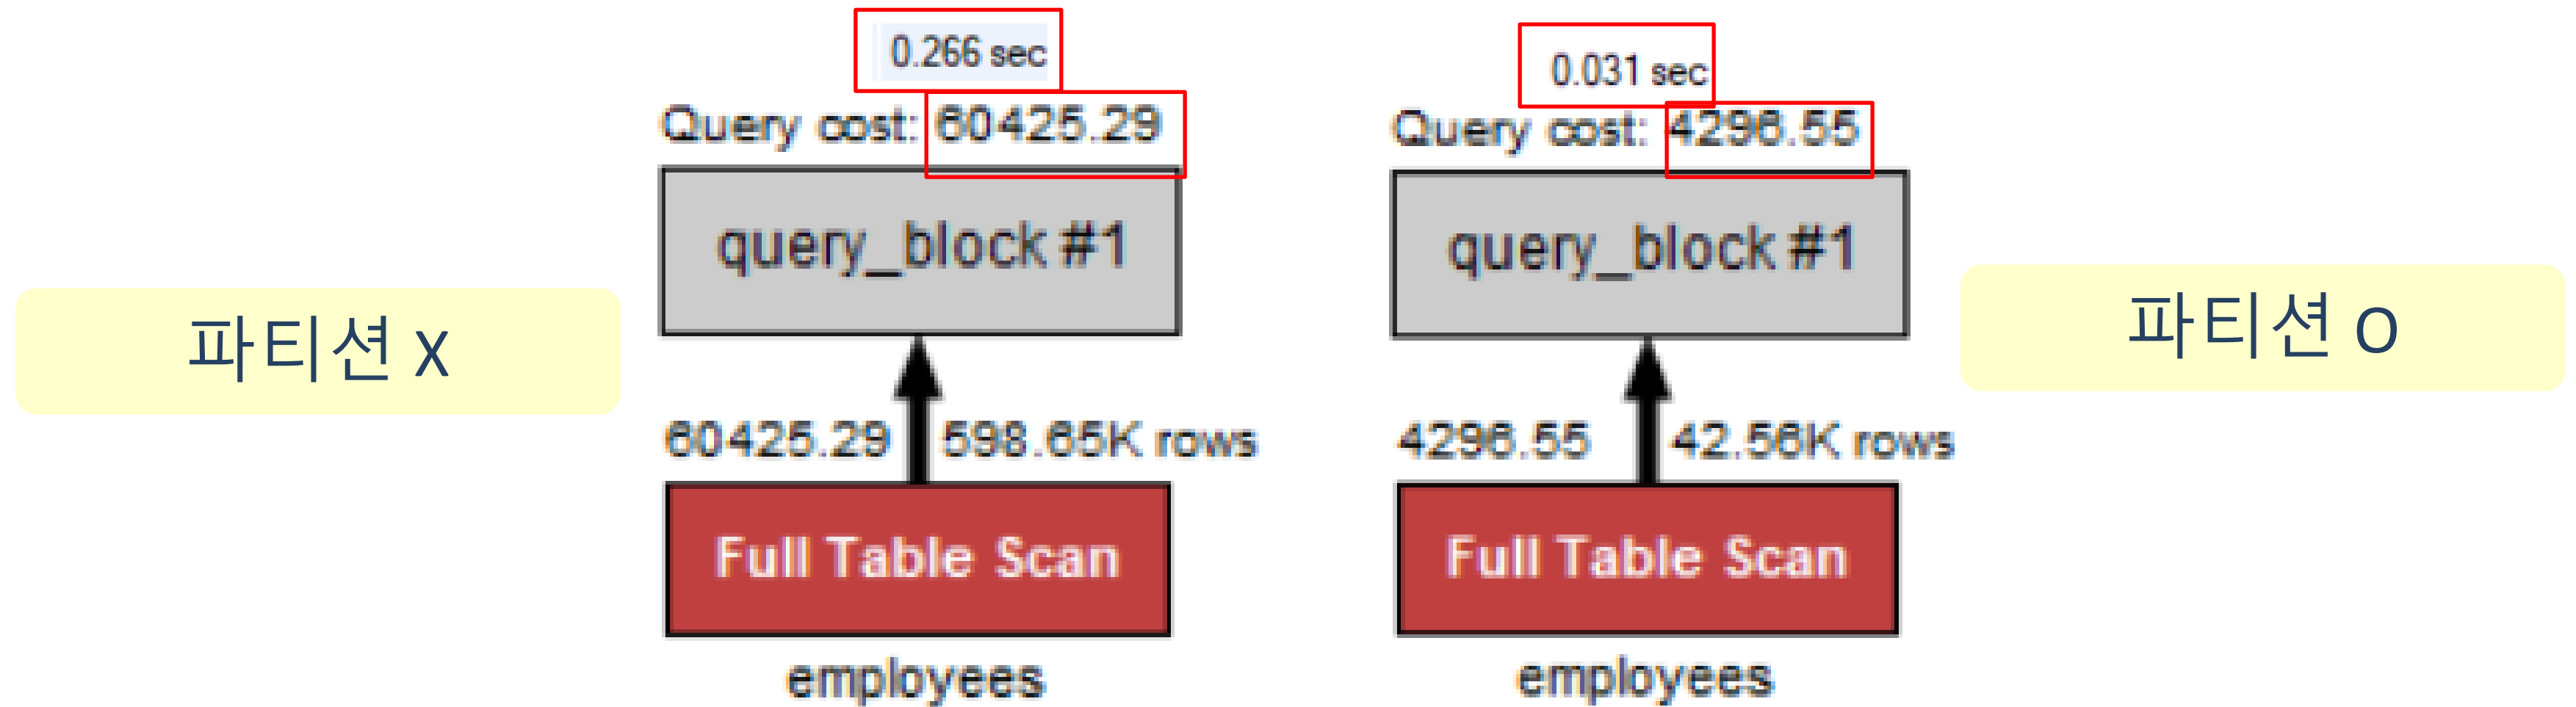 파티션 x
0.266 sec
Query cost: 60425.29
query_block #1
60425.29
598.65K rows
Full Table Scan
employees
0.031 sec
Query cost: 4296.55
query_block #1
4296.55
42.56K rows
Full Table Scan
employees
파티션 o